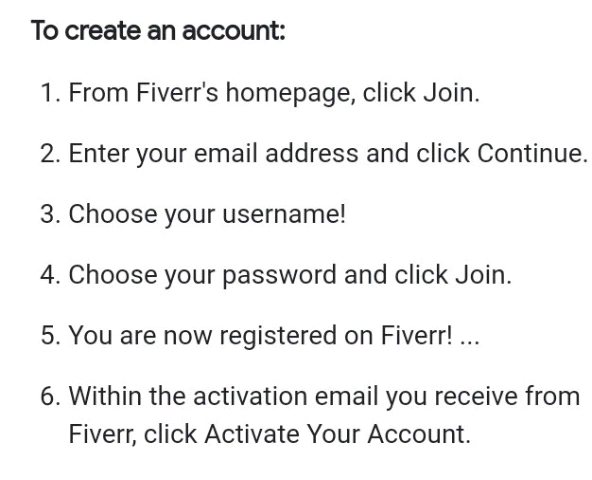 To create an account:
1. From Fiverr's homepage, click Join.
2. Enter your email address and click Continue.
3. Choose your username!
4. Choose your password and click Join.
5. You are now registered on Fiverr! ...
6. Within the activation email you receive from
Fiverr, click Activate Your Account.